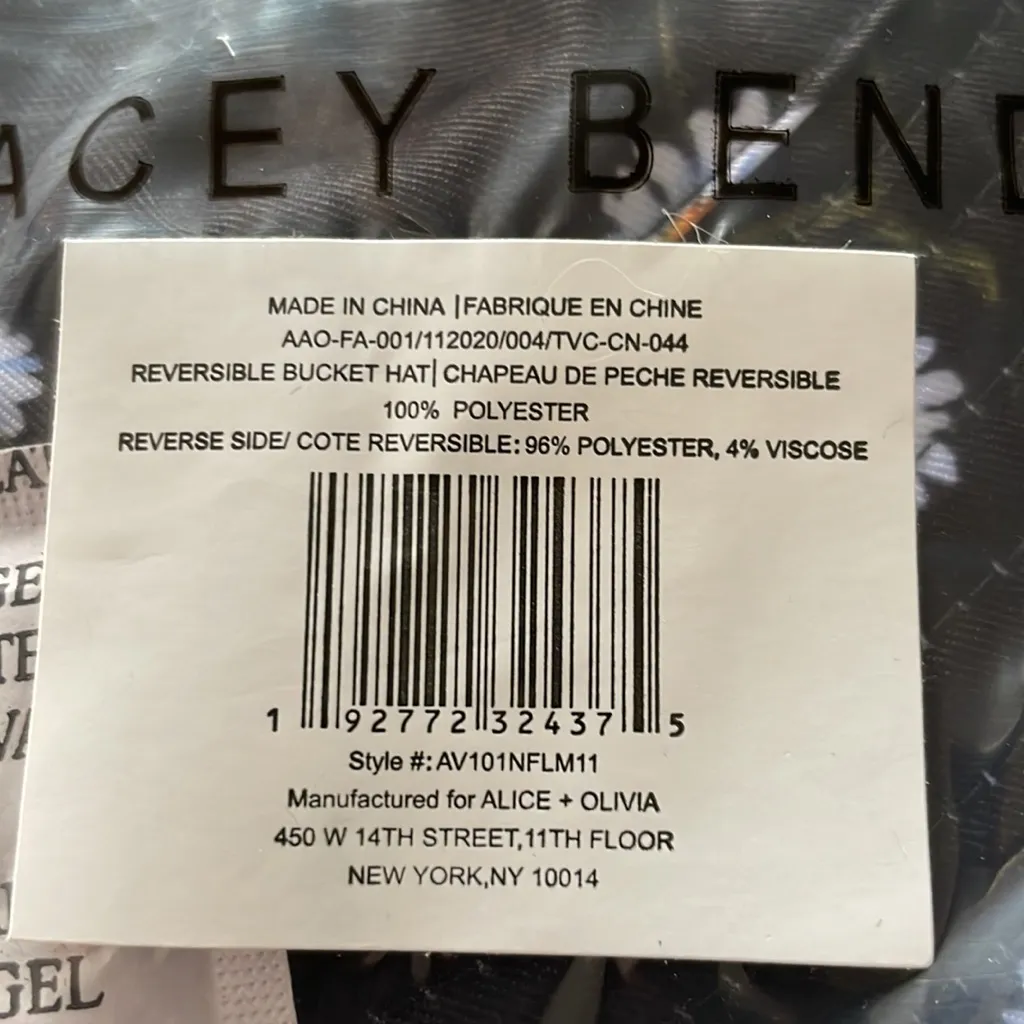 ACEY BEN
MADE IN CHINA |FABRIQUE EN CHINE
AAO-FA-001/112020/004/TVC-CN-044
REVERSIBLE BUCKET HAT| CHAPEAU DE PECHE REVERSIBLE
100% POLYESTER
REVERSE SIDE/ COTE REVERSIBLE: 96% POLYESTER, 4% VISCOSE
1 92772 32437 5
Style #: AV101NFLM11
Manufactured for ALICE + OLIVIA
450 W 14TH STREET,11TH FLOOR
NEW YORK,NY 10014
GEL